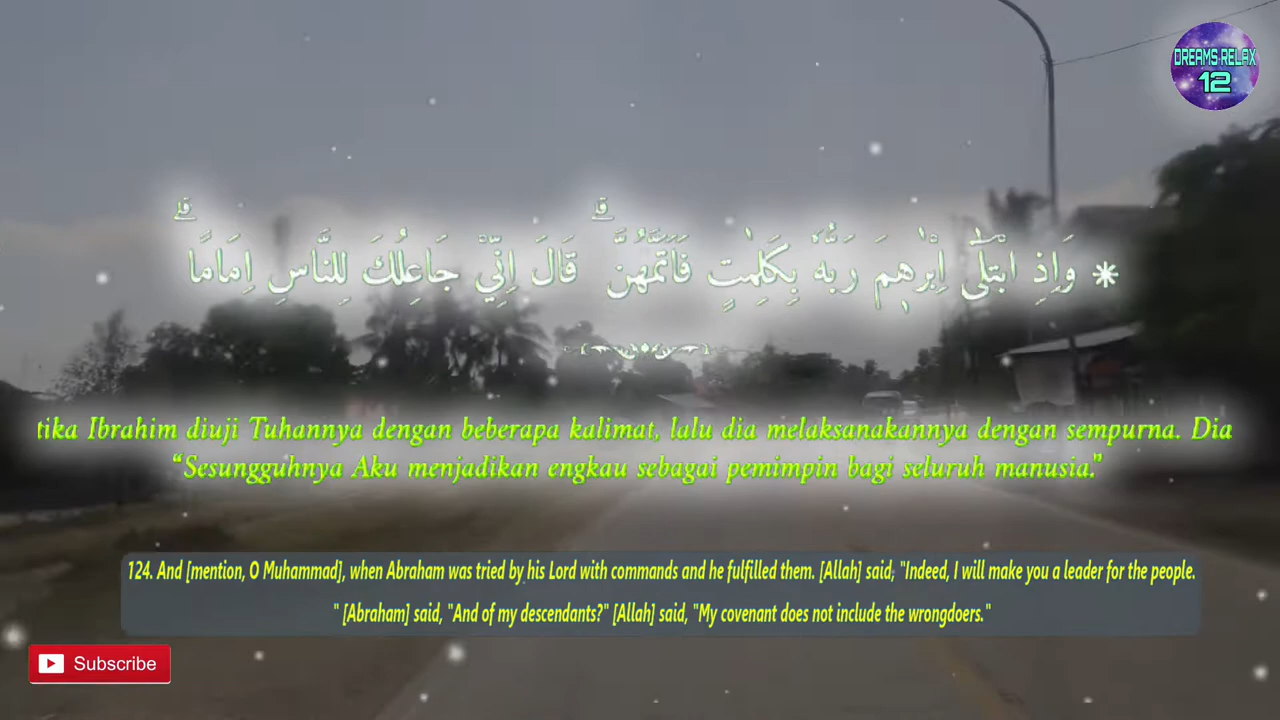 DREAMS RELAX
12
* وَاِذِ ابْتَلٰٓى اِبْرٰهٖمَ رَبُّهٗ بِكَلِمٰتٍ فَاَتَمَّهُنَّ ۗ قَالَ اِنِّيْ جَاعِلُكَ لِلنَّاسِ اِمَامًا ۗ
tika Ibrahim diuji Tuhannya dengan beberapa kalimat, lalu dia melaksanakannya dengan sempurna. Dia
“Sesungguhnya Aku menjadikan engkau sebagai pemimpin bagi seluruh manusia.”
124. And [mention, O Muhammad], when Abraham was tried by his Lord with commands and he fulfilled them. [Allah] said, "Indeed, I will make you a leader for the people.
" [Abraham] said, "And of my descendants?" [Allah] said, "My covenant does not include the wrongdoers."
Subscribe